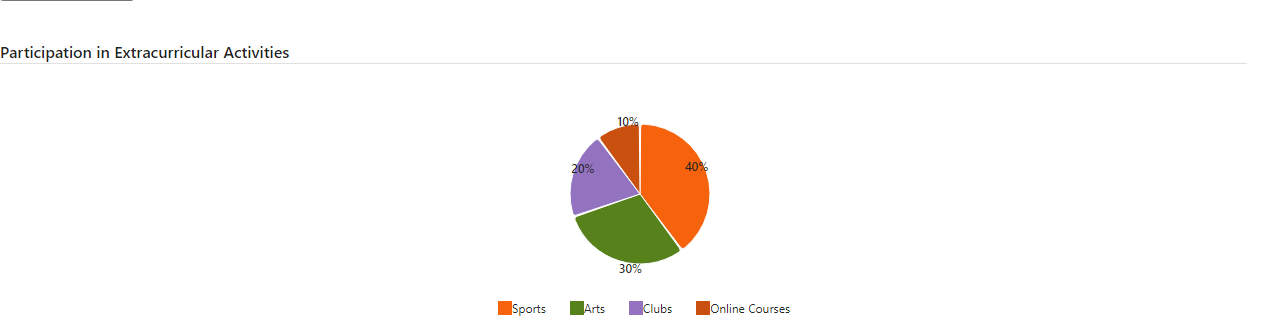 Participation in Extracurricular Activities
10%
40%
20%
30%
Sports Arts Clubs Online Courses